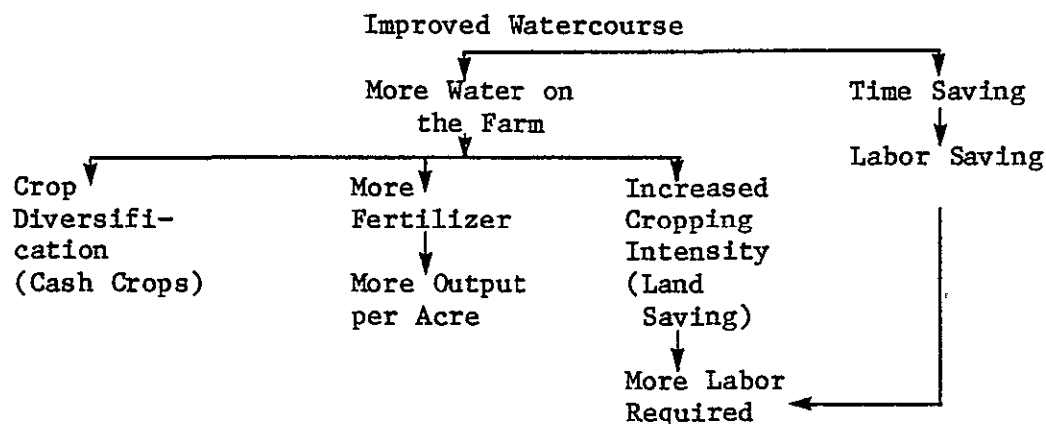 Improved Watercourse
More Water on
the Farm
Time Saving
Labor Saving
Crop
Diversifi-
cation
(Cash Crops)
More
Fertilizer
More Output
per Acre
Increased
Cropping
Intensity
(Land
Saving)
More Labor
Required